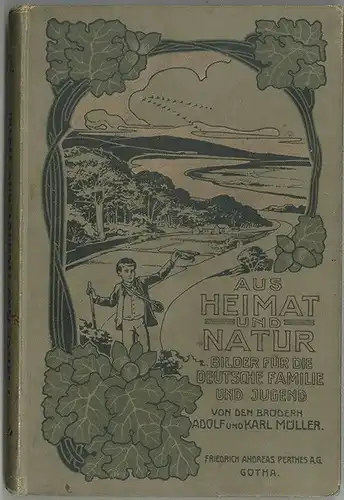 AUS
HEIMAT
UND
NATUR
BILDER FÜR DIE
DEUTSCHE FAMILIE
UND JUGEND
VON DEN BRÜDERN
ADOLF UND KARL MÜLLER.
FRIEDRICH ANDREAS PERTHES A.G.
GOTHA.